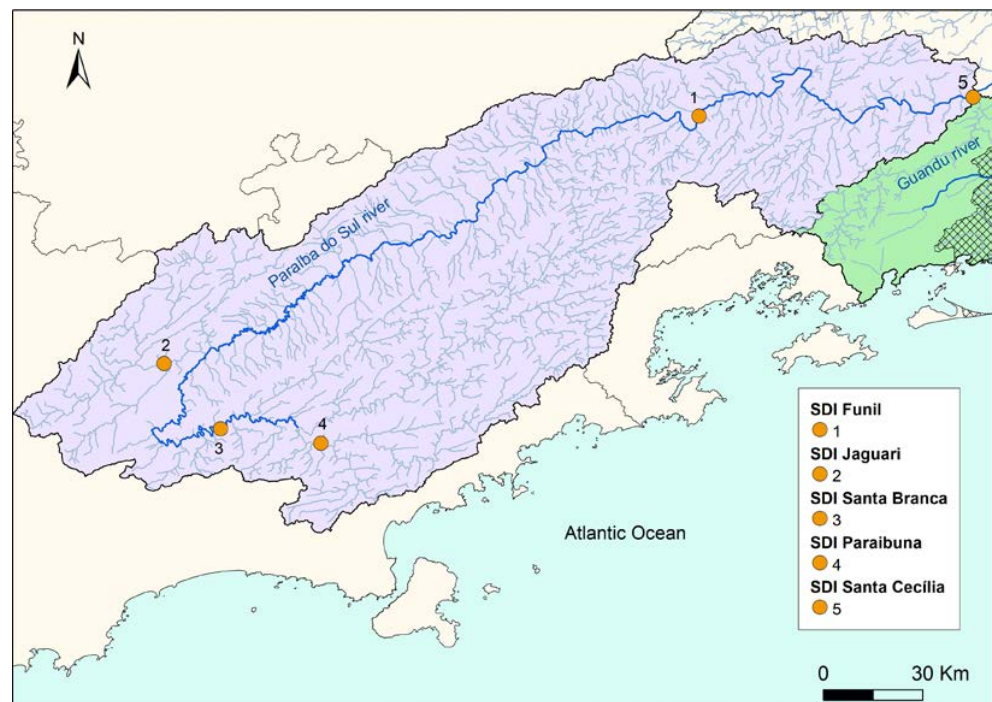 N
5
1
Guandu river
Paraíba do Sul river
2
4
3
SDI Funil
1
SDI Jaguari
2
SDI Santa Branca
3
SDI Paraibuna
4
SDI Santa Cecília
5
Atlantic Ocean
0 30 Km